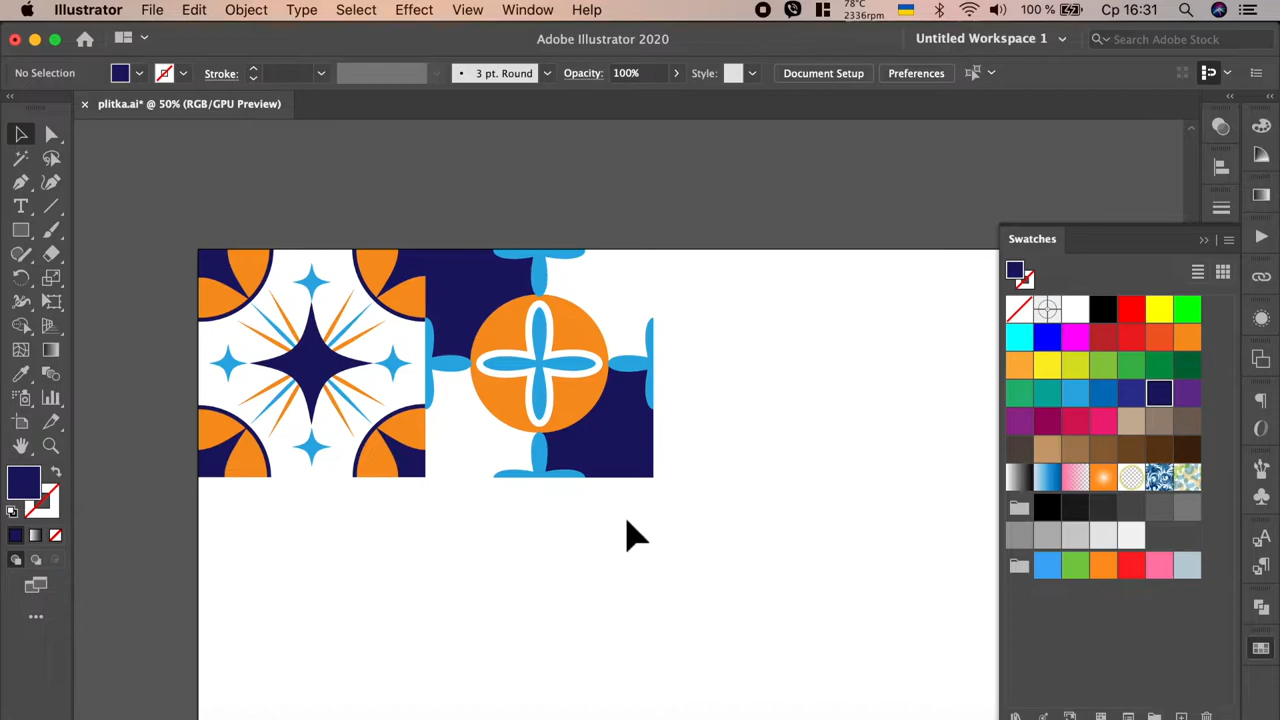 Illustrator File Edit Object Type Select Effect View Window Help 78°C 2336rpm 100 % Ср 16:31
Adobe Illustrator 2020 Untitled Workspace 1 Search Adobe Stock
No Selection Stroke: 3 pt. Round Opacity: 100% Style: Document Setup Preferences
plitka.ai* @ 50% (RGB/GPU Preview)
Swatches